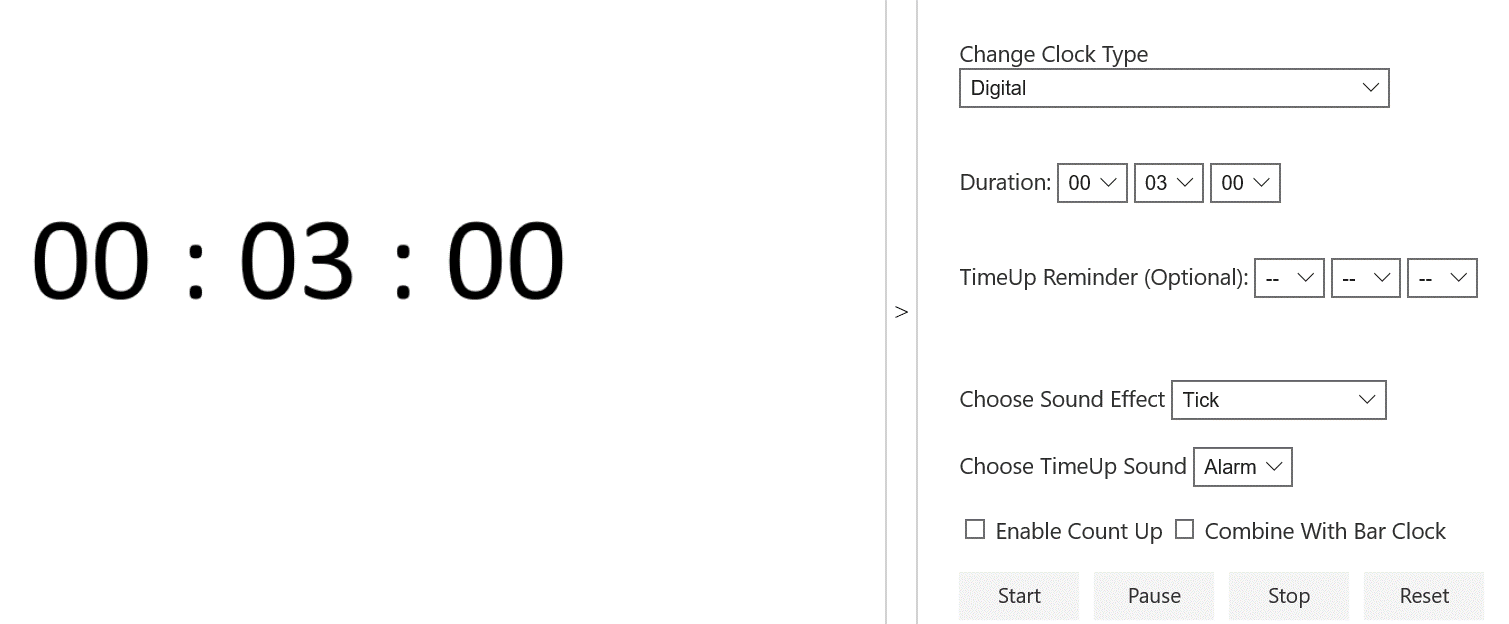 00 : 03 : 00
>
Change Clock Type
Digital
Duration: 00 03 00
TimeUp Reminder (Optional): -- -- --
Choose Sound Effect Tick
Choose TimeUp Sound Alarm
Enable Count Up Combine With Bar Clock
Start Pause Stop Reset